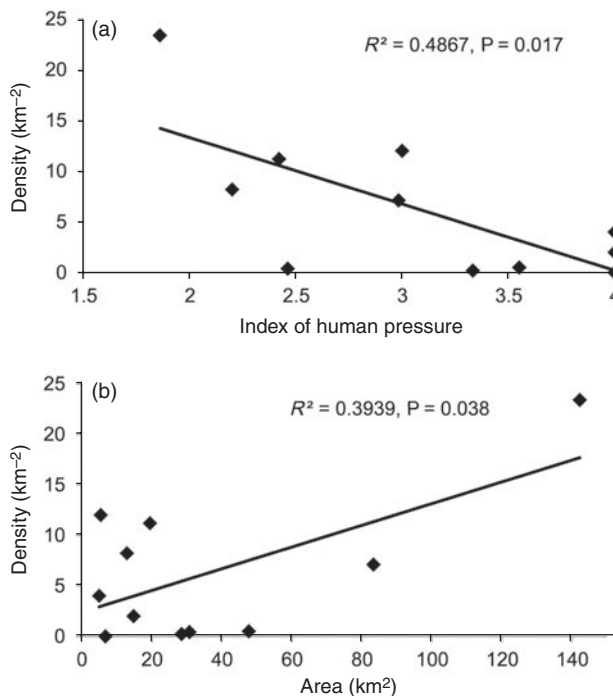 (a)
R² = 0.4867, P = 0.017
Density (km⁻²)
25
20
15
10
5
0
1.5 2 2.5 3 3.5 4
Index of human pressure
(b)
R² = 0.3939, P = 0.038
Density (km⁻²)
25
20
15
10
5
0
0 20 40 60 80 100 120 140
Area (km²)